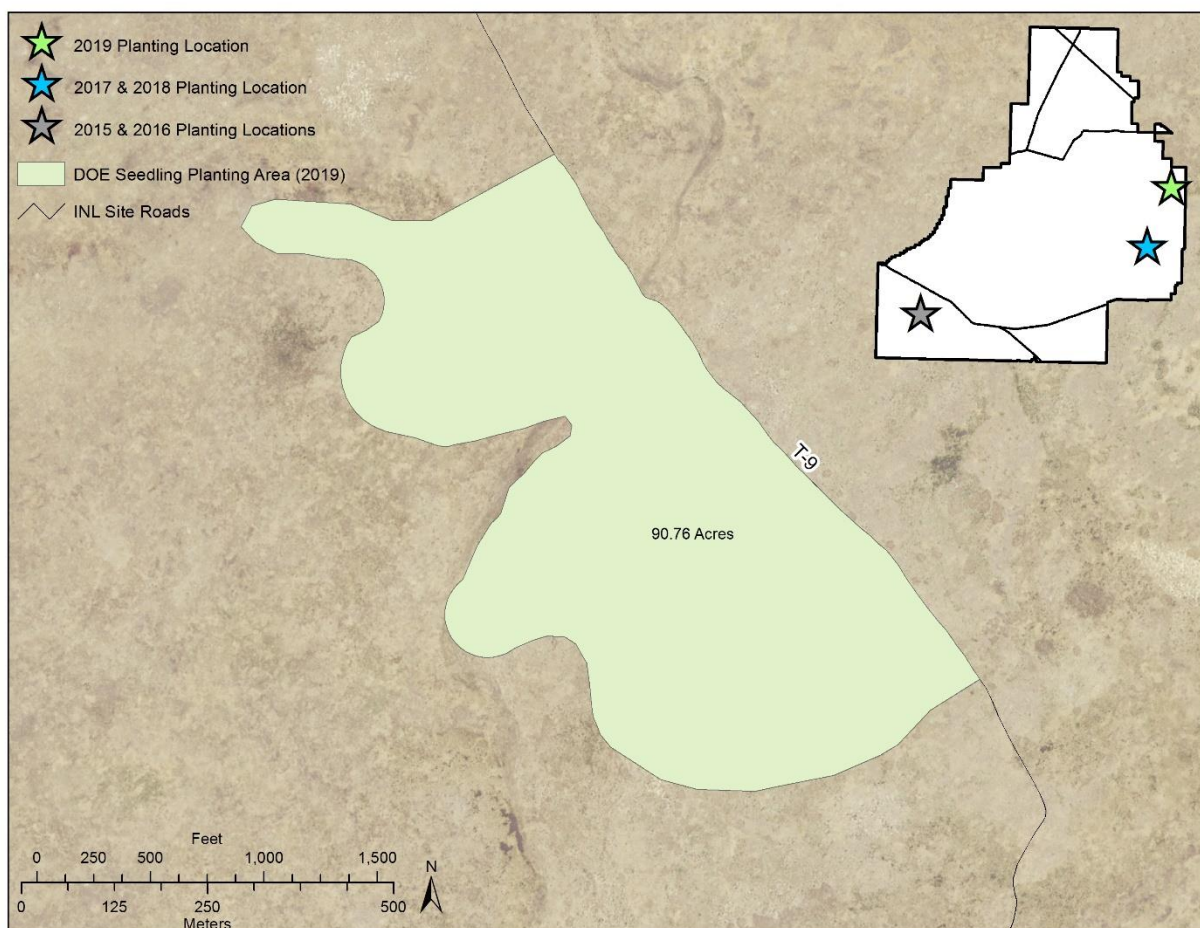 2019 Planting Location
2017 & 2018 Planting Location
2015 & 2016 Planting Locations
DOE Seedling Planting Area (2019)
INL Site Roads
T-9
90.76 Acres
Feet
0 250 500 1,000 1,500
N
0 125 250 500
Meters